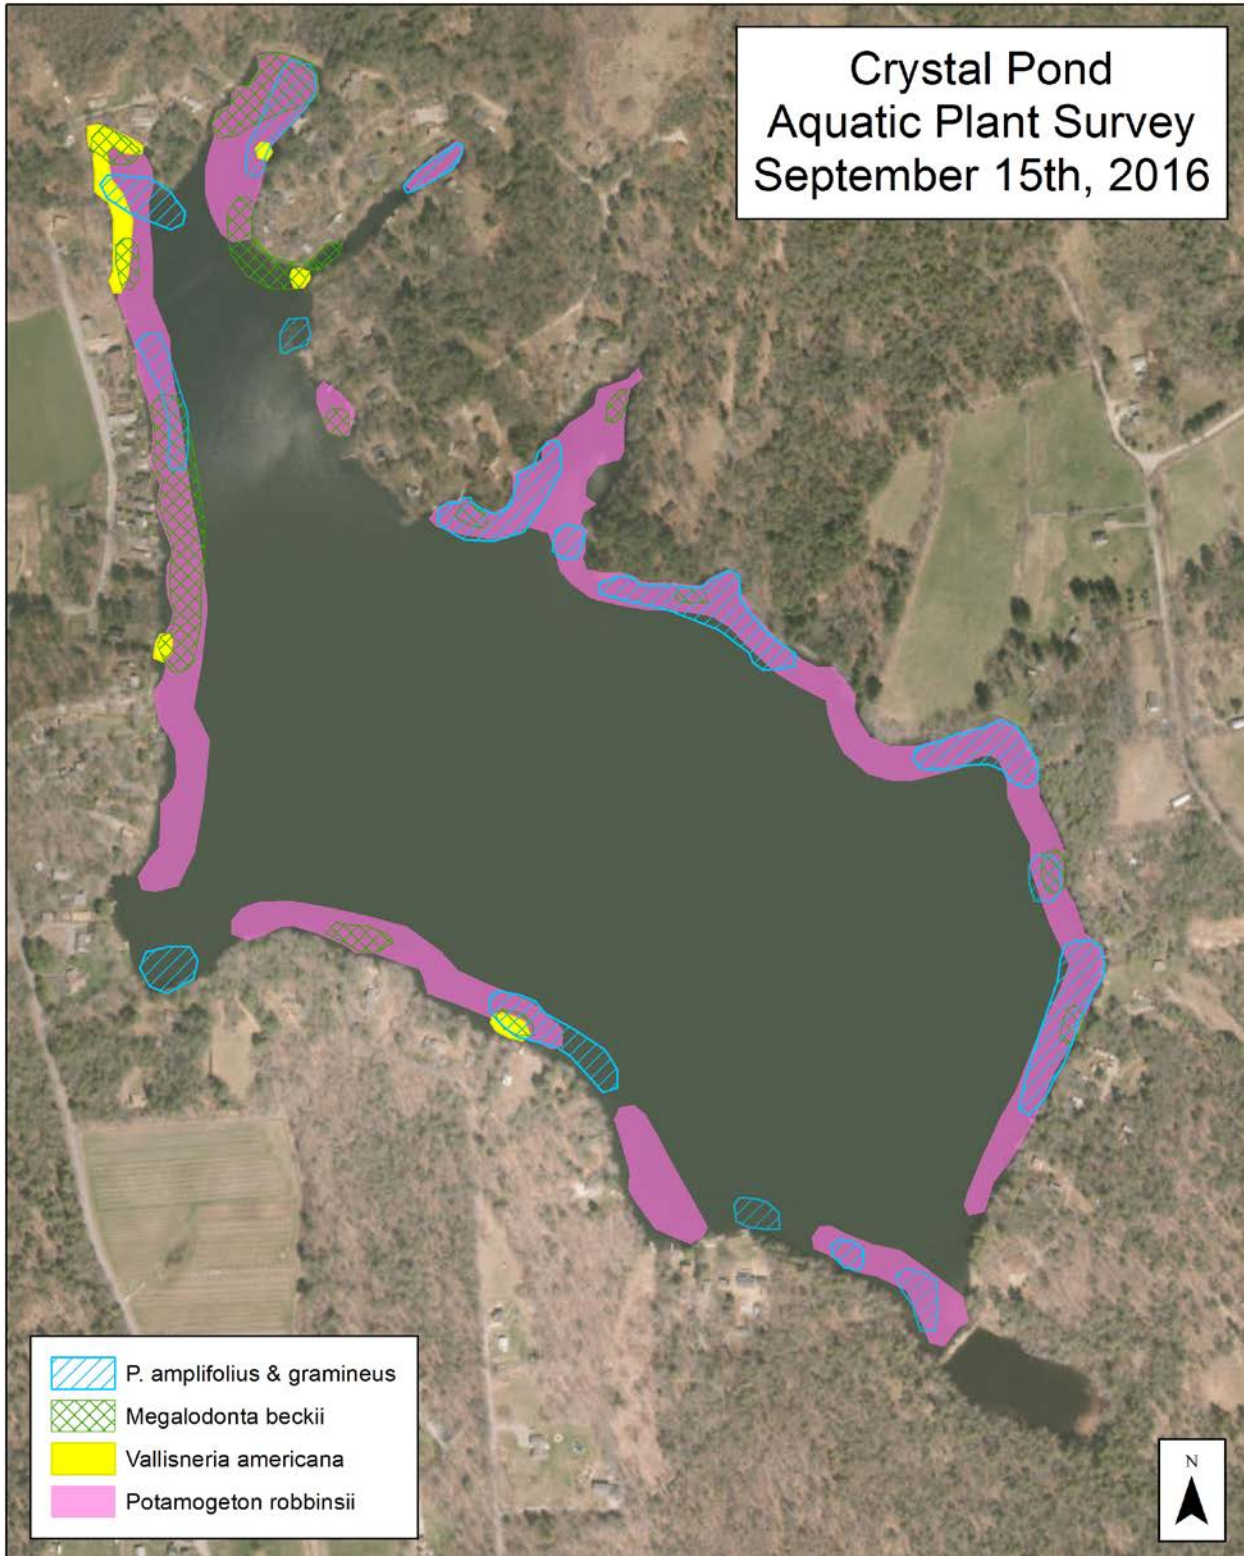 Crystal Pond
Aquatic Plant Survey
September 15th, 2016
P. amplifolius & gramineus
Megalodonta beckii
Vallisneria americana
Potamogeton robbinsii
N